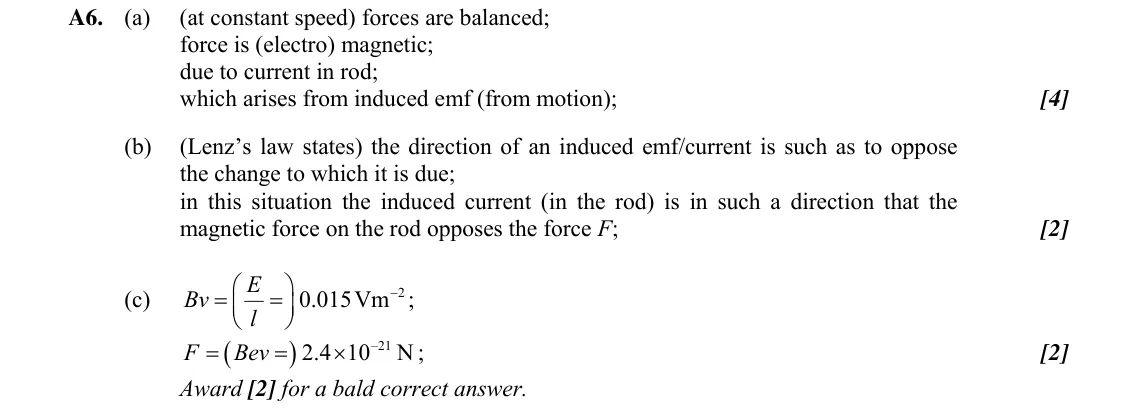 A6. (a) (at constant speed) forces are balanced;
force is (electro) magnetic;
due to current in rod;
which arises from induced emf (from motion); [4]
(b) (Lenz’s law states) the direction of an induced emf/current is such as to oppose
the change to which it is due;
in this situation the induced current (in the rod) is in such a direction that the
magnetic force on the rod opposes the force F; [2]
(c) Bv = (E/l =) 0.015 Vm⁻²;
F = (Bev =) 2.4×10⁻²¹ N; [2]
Award [2] for a bald correct answer.